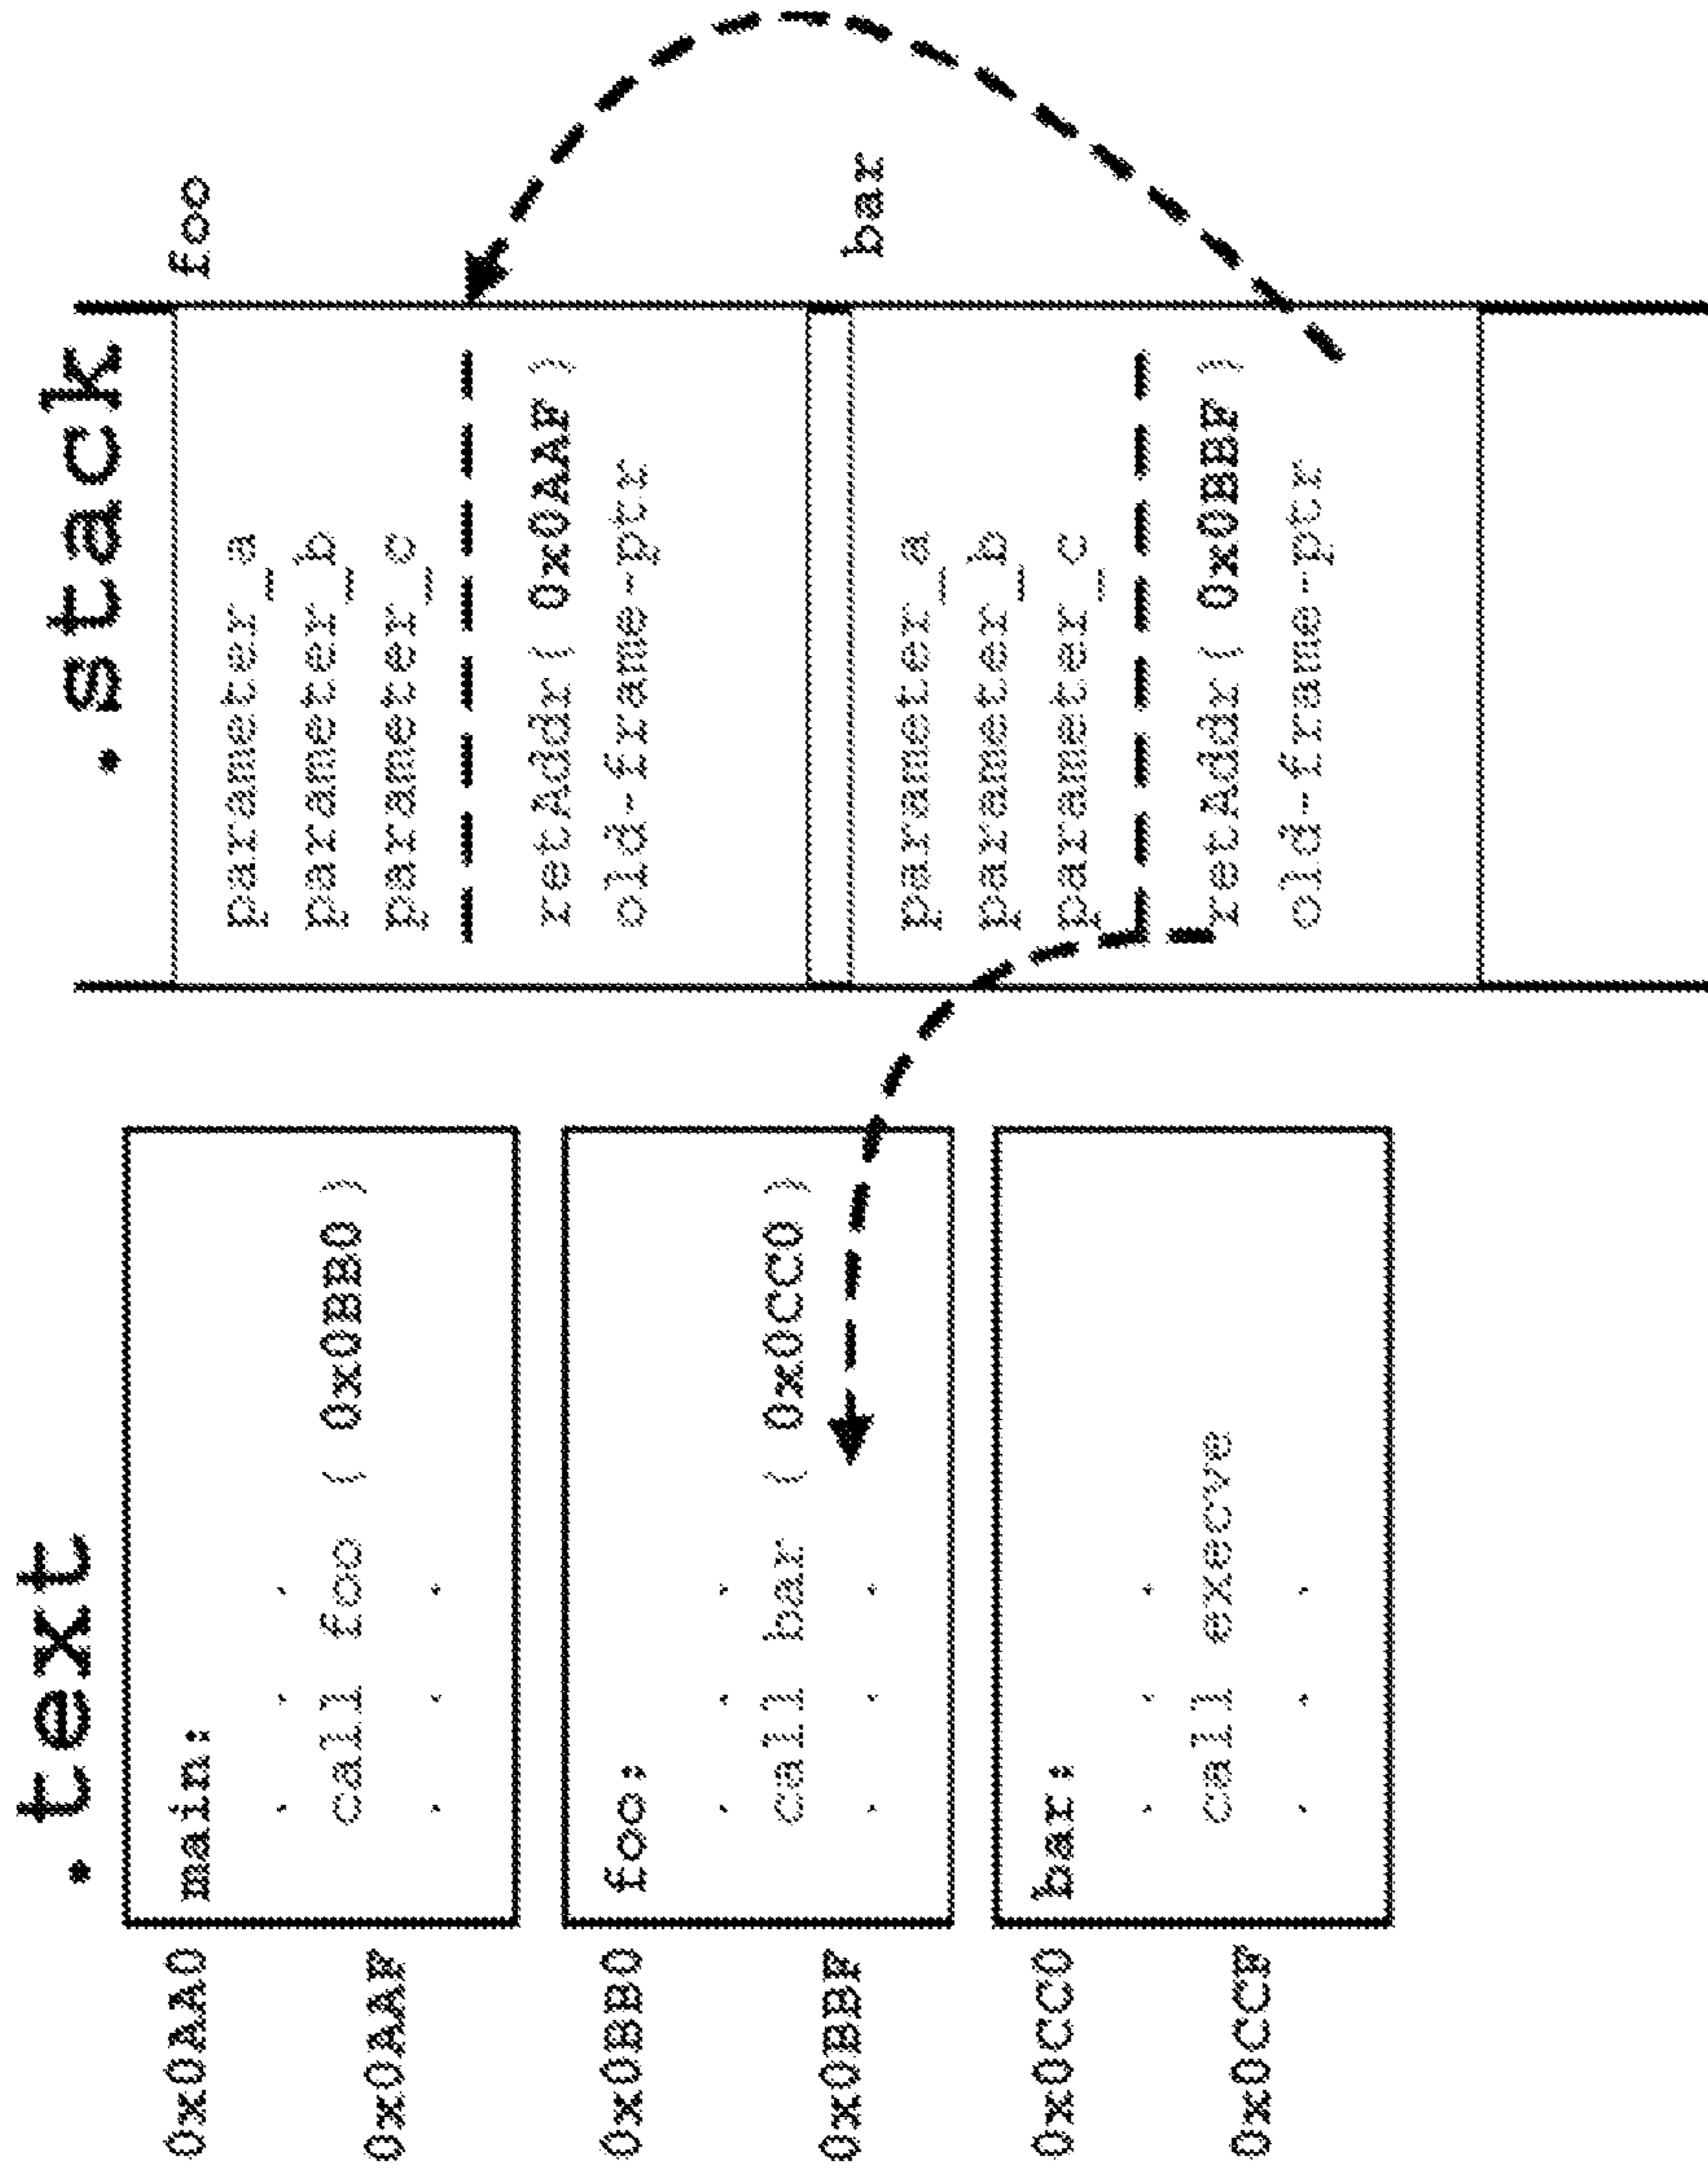 .text
0x0AA0
main:
. . .
0x0AAF
call foo ( 0x0BB0 )
. . .
0x0BB0
foo:
. . .
0x0BBF
call bar ( 0x0CC0 )
. . .
0x0CC0
bar:
. . .
0x0CCF
call execve
. . .
.stack
foo
parameter_a
parameter_b
parameter_c
retAddr( 0x0AAF )
old-frame-ptr
bar
parameter_a
parameter_b
parameter_c
retAddr( 0x0BBF )
old-frame-ptr